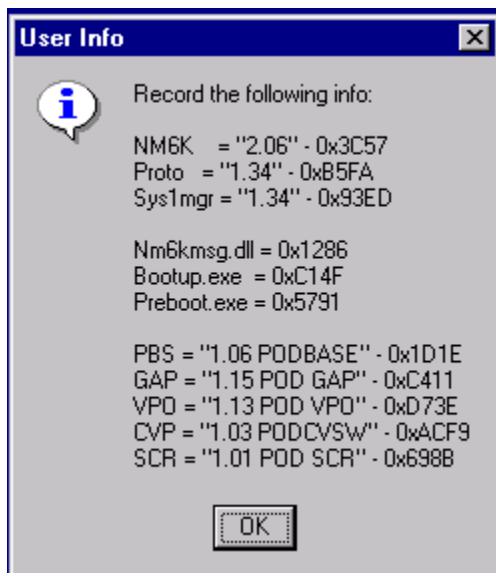 User Info
Record the following info:
NM6K = "2.06" - 0x3C57
Proto = "1.34" - 0xB5FA
Sys1mgr = "1.34" - 0x93ED
Nm6kmsg.dll = 0x1286
Bootup.exe = 0xC14F
Preboot.exe = 0x5791
PBS = "1.06 PODBASE" - 0x1D1E
GAP = "1.15 POD GAP" - 0xC411
VPO = "1.13 POD VPO" - 0xD73E
CVP = "1.03 PODCVSW" - 0xACF9
SCR = "1.01 POD SCR" - 0x698B
OK